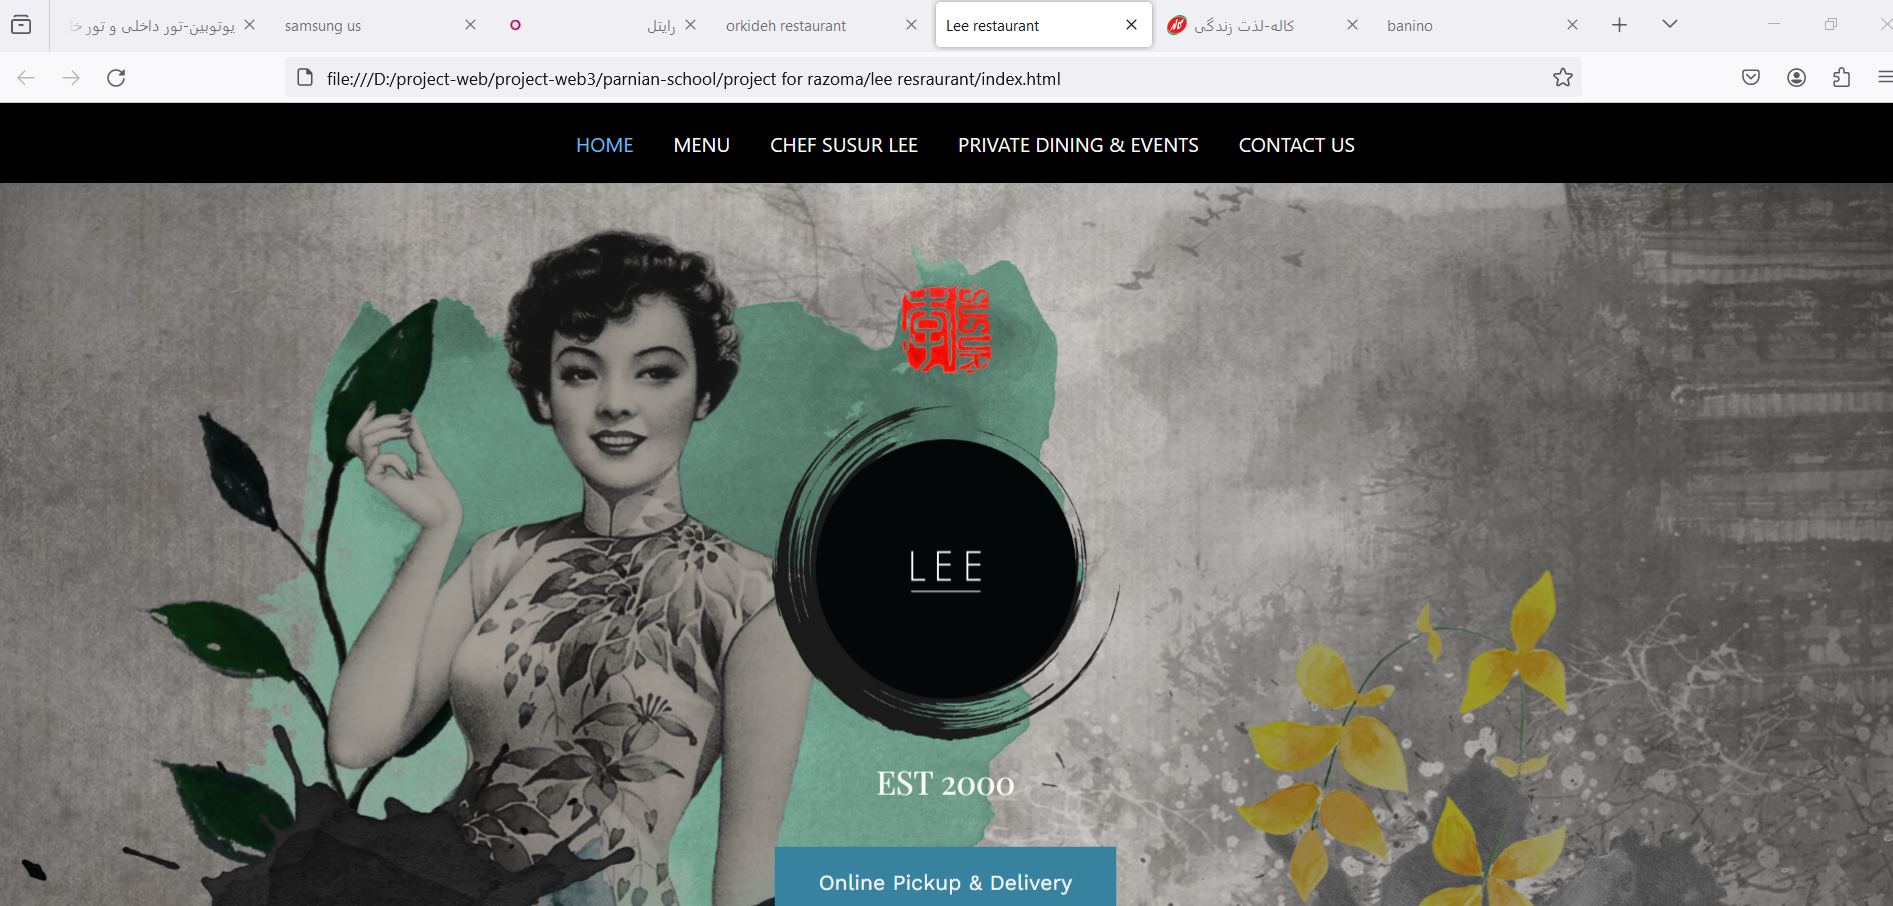 یوتوبین-تور داخلی و تور خا
samsung us
رایتل
orkideh restaurant
Lee restaurant
کاله-لذت زندگی
banino
file:///D:/project-web/project-web3/parnian-school/project for razoma/lee resraurant/index.html
HOME
MENU
CHEF SUSUR LEE
PRIVATE DINING & EVENTS
CONTACT US
李 SUSUR
LEE
EST 2000
Online Pickup & Delivery